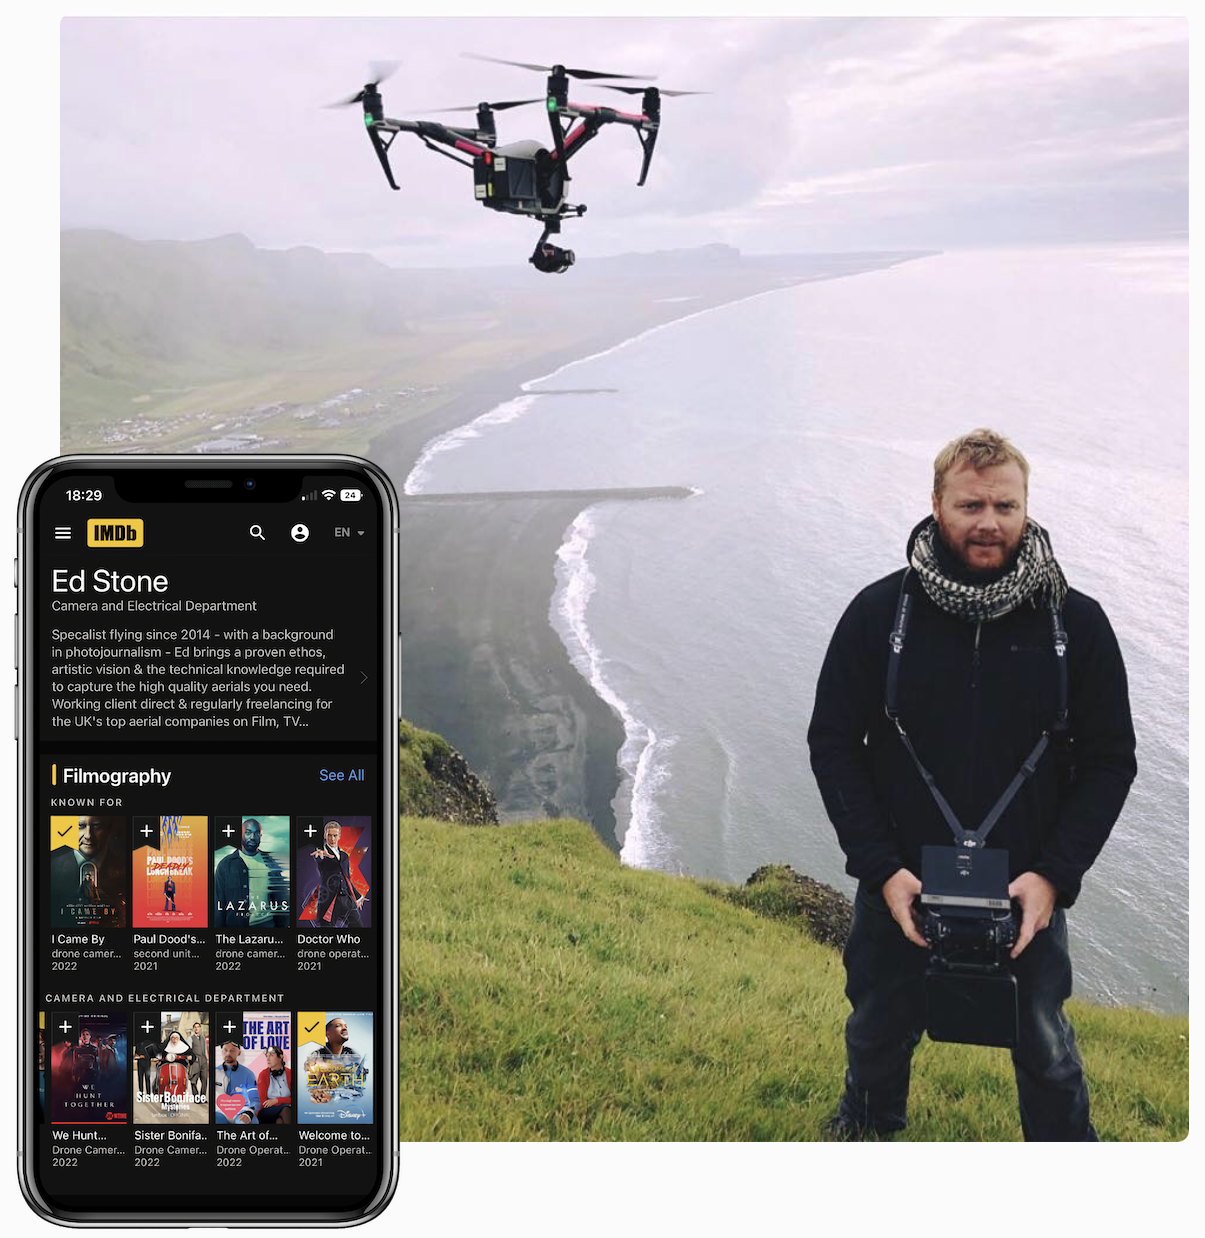 18:29
24
IMDb
EN
Ed Stone
Camera and Electrical Department
Specalist flying since 2014 - with a background
in photojournalism - Ed brings a proven ethos,
artistic vision & the technical knowledge required
to capture the high quality aerials you need.
Working client direct & regularly freelancing for
the UK's top aerial companies on Film, TV...
Filmography
See All
KNOWN FOR
I CAME BY
PAUL DOOD'S
DEADLY
LUNCHBREAK
THE
LAZARUS
PROJECT
I Came By
Paul Dood's...
The Lazaru...
Doctor Who
drone camer...
second unit...
drone camer...
drone operat...
2022
2021
2022
2021
CAMERA AND ELECTRICAL DEPARTMENT
WE
HUNT
TOGETHER
SHOWTIME
Sister Boniface
Mysteries
THE ART
OF LOVE
EARTH
Disney+
We Hunt...
Sister Bonifa..
The Art of...
Welcome to...
Drone Camer...
Drone Camer...
Drone Operat..
Drone Operat..
2022
2022
2022
2021